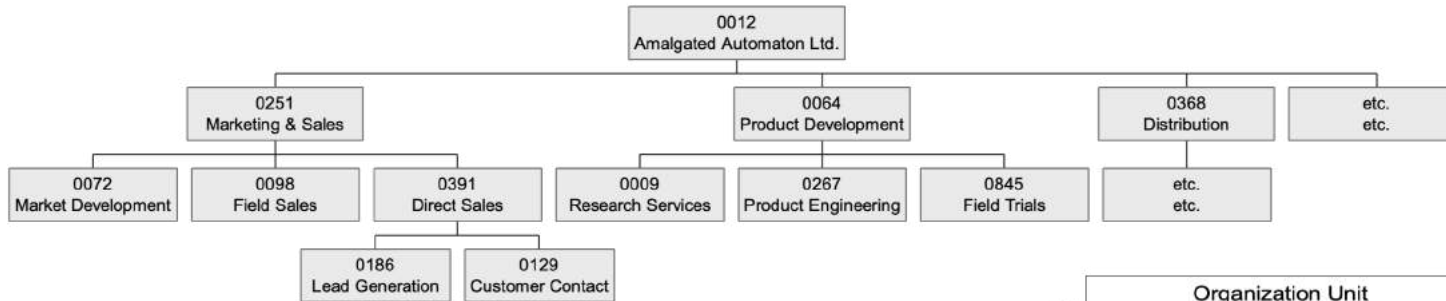 0012
Amalgated Automaton Ltd.
0251
Marketing & Sales
0064
Product Development
0368
Distribution
etc.
etc.
0072
Market Development
0098
Field Sales
0391
Direct Sales
0009
Research Services
0267
Product Engineering
0845
Field Trials
etc.
etc.
0186
Lead Generation
0129
Customer Contact
Organization Unit